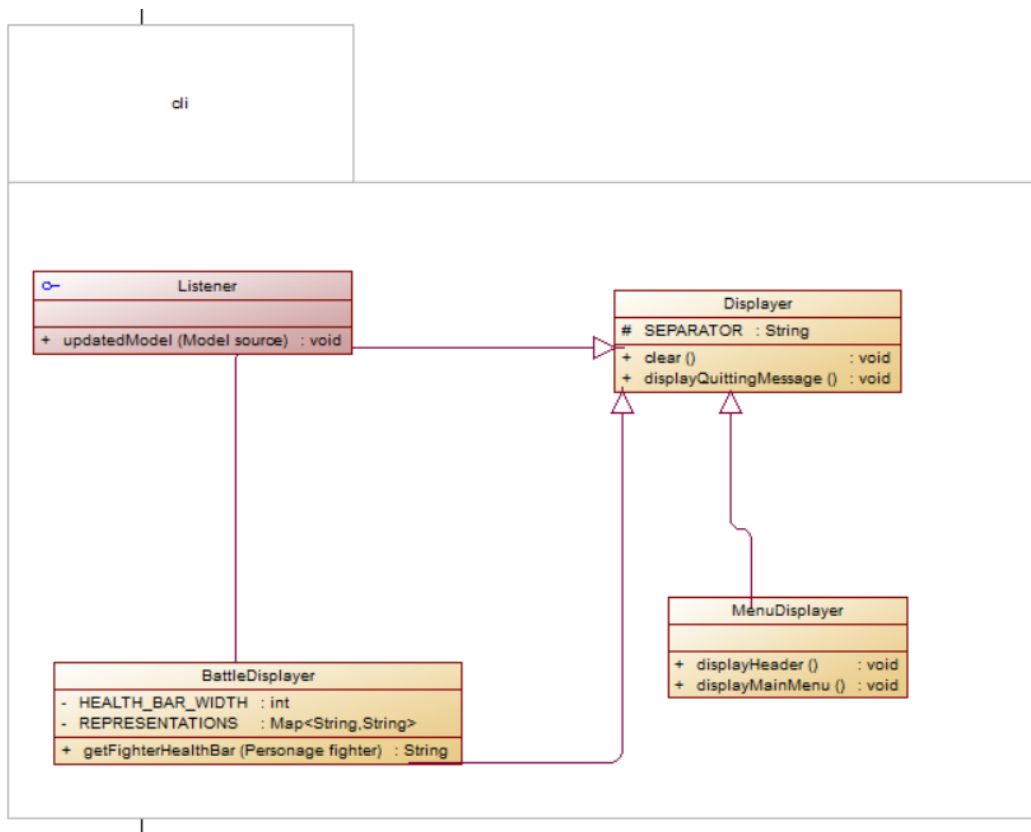 cli
Listener
+ updatedModel (Model source) : void
Displayer
# SEPARATOR : String
+ clear () : void
+ displayQuittingMessage () : void
MenuDisplayer
+ displayHeader () : void
+ displayMainMenu () : void
BattleDisplayer
- HEALTH_BAR_WIDTH : int
- REPRESENTATIONS : Map<String,String>
+ getFighterHealthBar (Personage fighter) : String